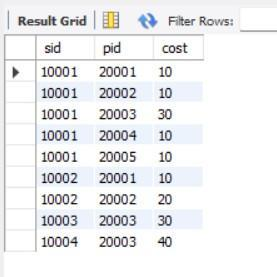 Result Grid Filter Rows:
sid pid cost
10001 20001 10
10001 20002 10
10001 20003 30
10001 20004 10
10001 20005 10
10002 20001 10
10002 20002 20
10003 20003 30
10004 20003 40